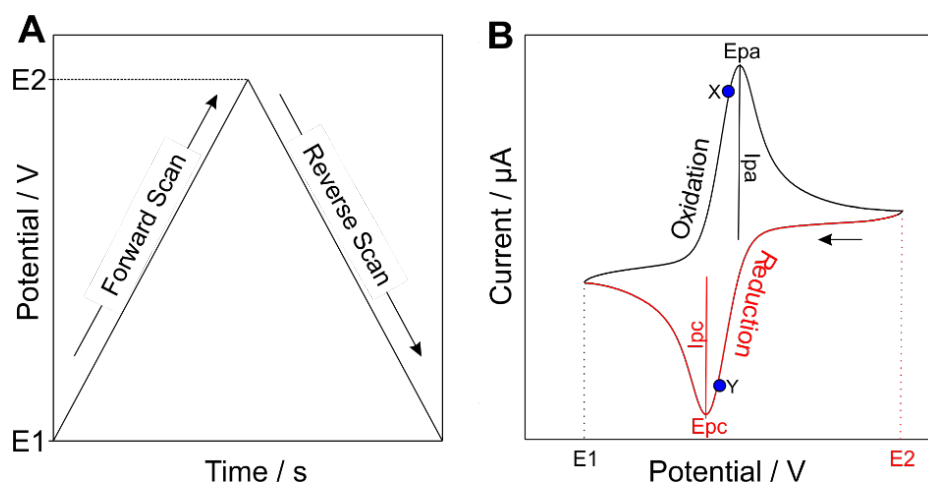 A
E2
Forward Scan
Reverse Scan
Potential / V
E1
Time / s
B
Epa
X
Oxidation
Ipa
Current / µA
Reduction
Ipc
Y
Epc
E1
Potential / V
E2